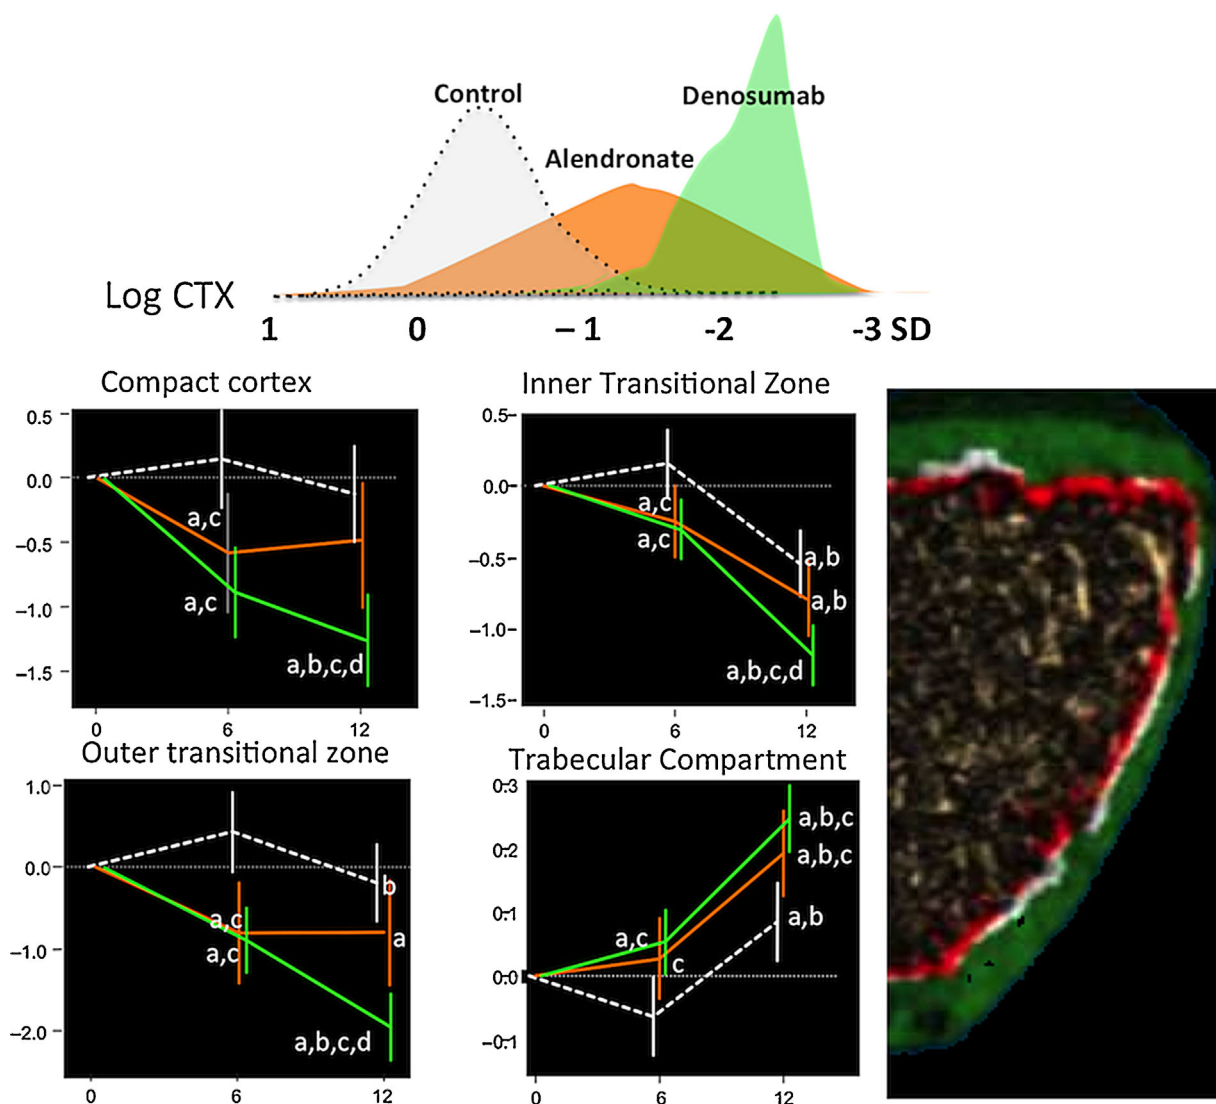 Control
Denosumab
Alendronate
Log CTX
1 0 – 1 -2 -3 SD
Compact cortex
0.5
0.0
–0.5
–1.0
–1.5
a,c
a,c
a,b,c,d
0 6 12
Inner Transitional Zone
0.5
0.0
–0.5
–1.0
–1.5
a,c
a,c
a,b
a,b
a,b,c,d
0 6 12
Outer transitional zone
1.0
0.0
–1.0
–2.0
a,c
a,c
b
a
a,b,c,d
0 6 12
Trabecular Compartment
0.3
0.2
0.1
0.0
–0.1
a,c
c
a,b,c
a,b,c
a,b
0 6 12